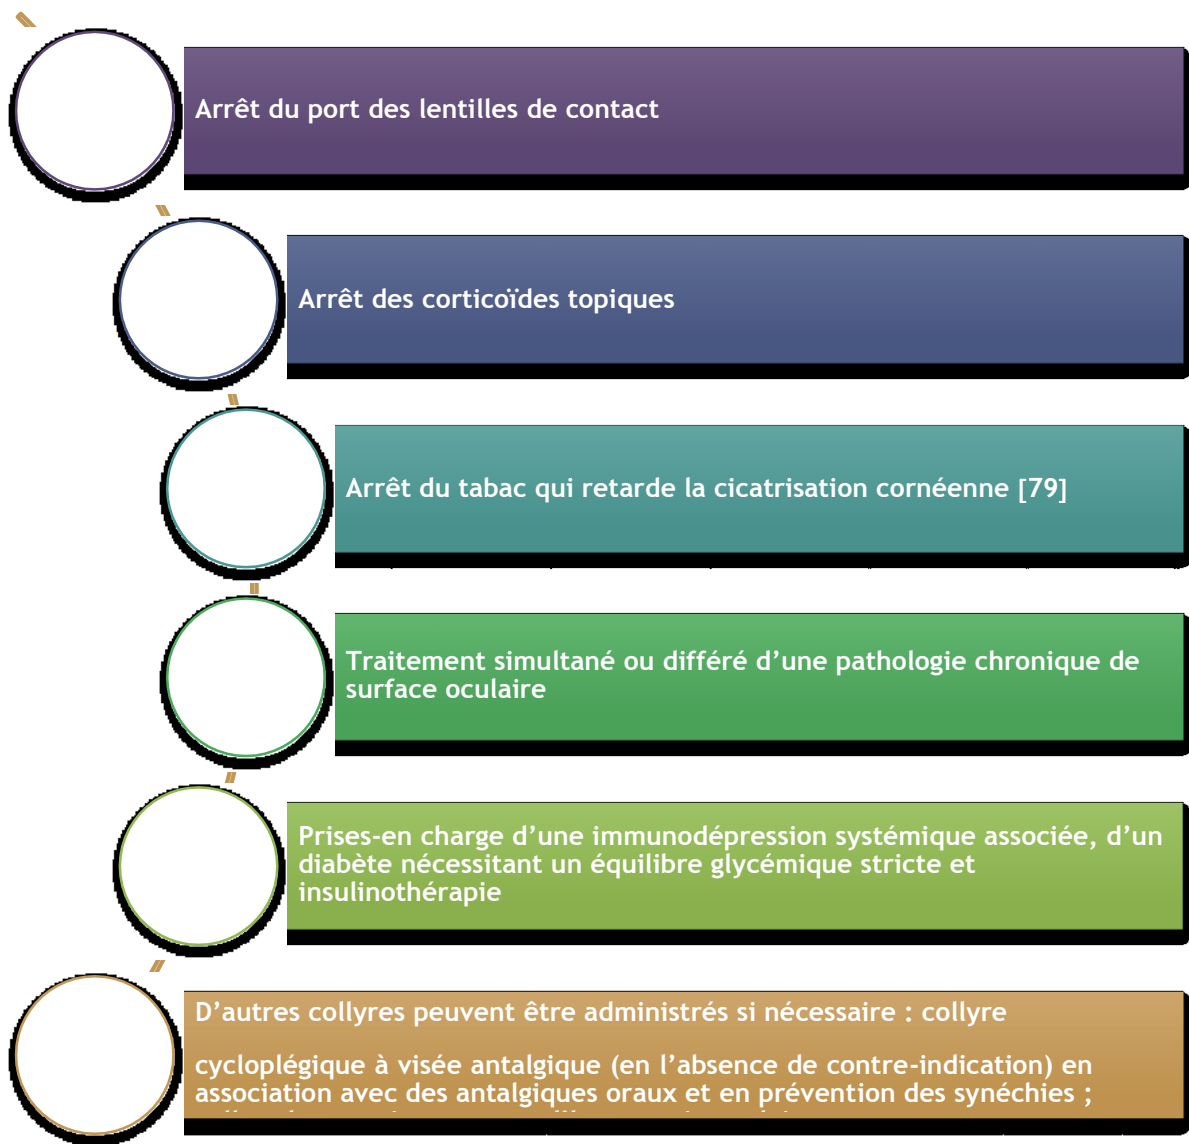 Arrêt du port des lentilles de contact
Arrêt des corticoïdes topiques
Arrêt du tabac qui retarde la cicatrisation cornéenne [79]
Traitement simultané ou différé d’une pathologie chronique de
surface oculaire
Prises-en charge d’une immunodépression systémique associée, d’un
diabète nécessitant un équilibre glycémique stricte et
insulinothérapie
D’autres collyres peuvent être administrés si nécessaire : collyre
cycloplégique à visée antalgique (en l’absence de contre-indication) en
association avec des antalgiques oraux et en prévention des synéchies ;